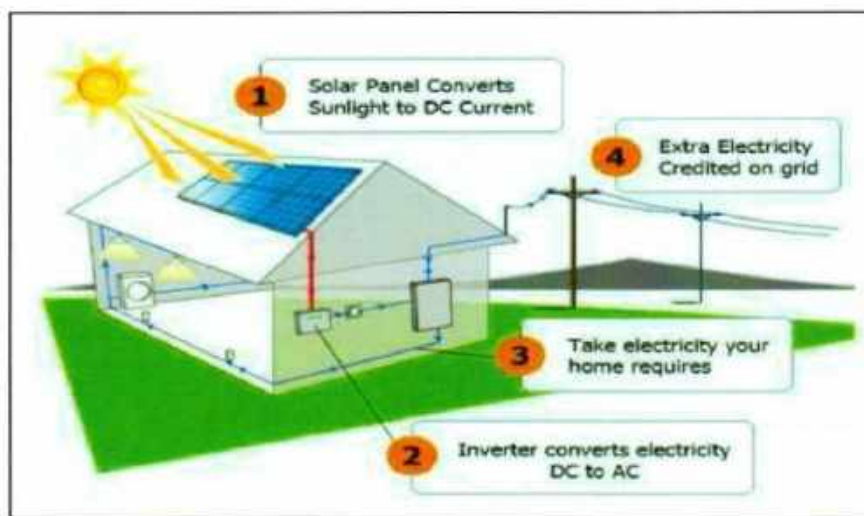 1
Solar Panel Converts
Sunlight to DC Current
4
Extra Electricity
Credited on grid
3
Take electricity your
home requires
2
Inverter converts electricity
DC to AC